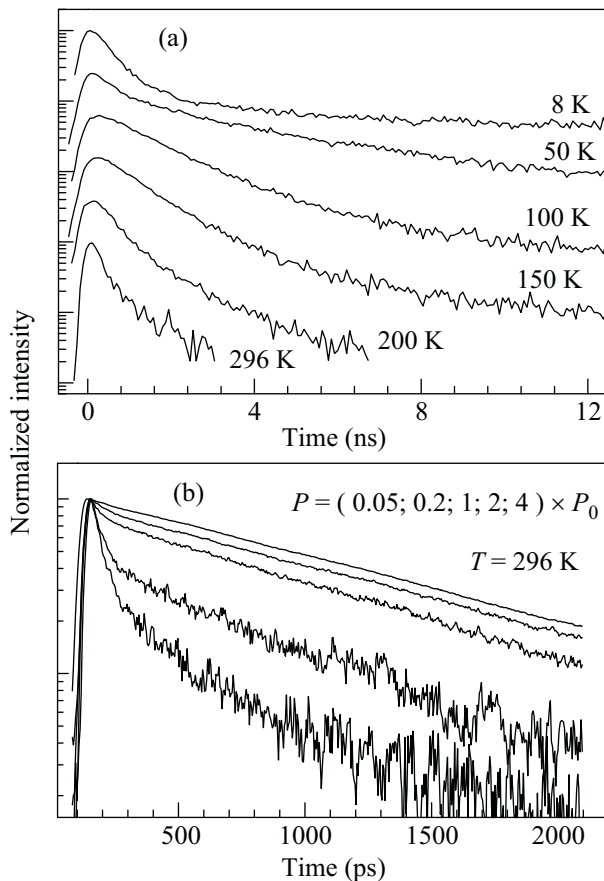 Normalized intensity
(a)
8 K
50 K
100 K
150 K
200 K
296 K
0 4 8 12
Time (ns)
(b)
P = ( 0.05; 0.2; 1; 2; 4 ) × P₀
T = 296 K
500 1000 1500 2000
Time (ps)